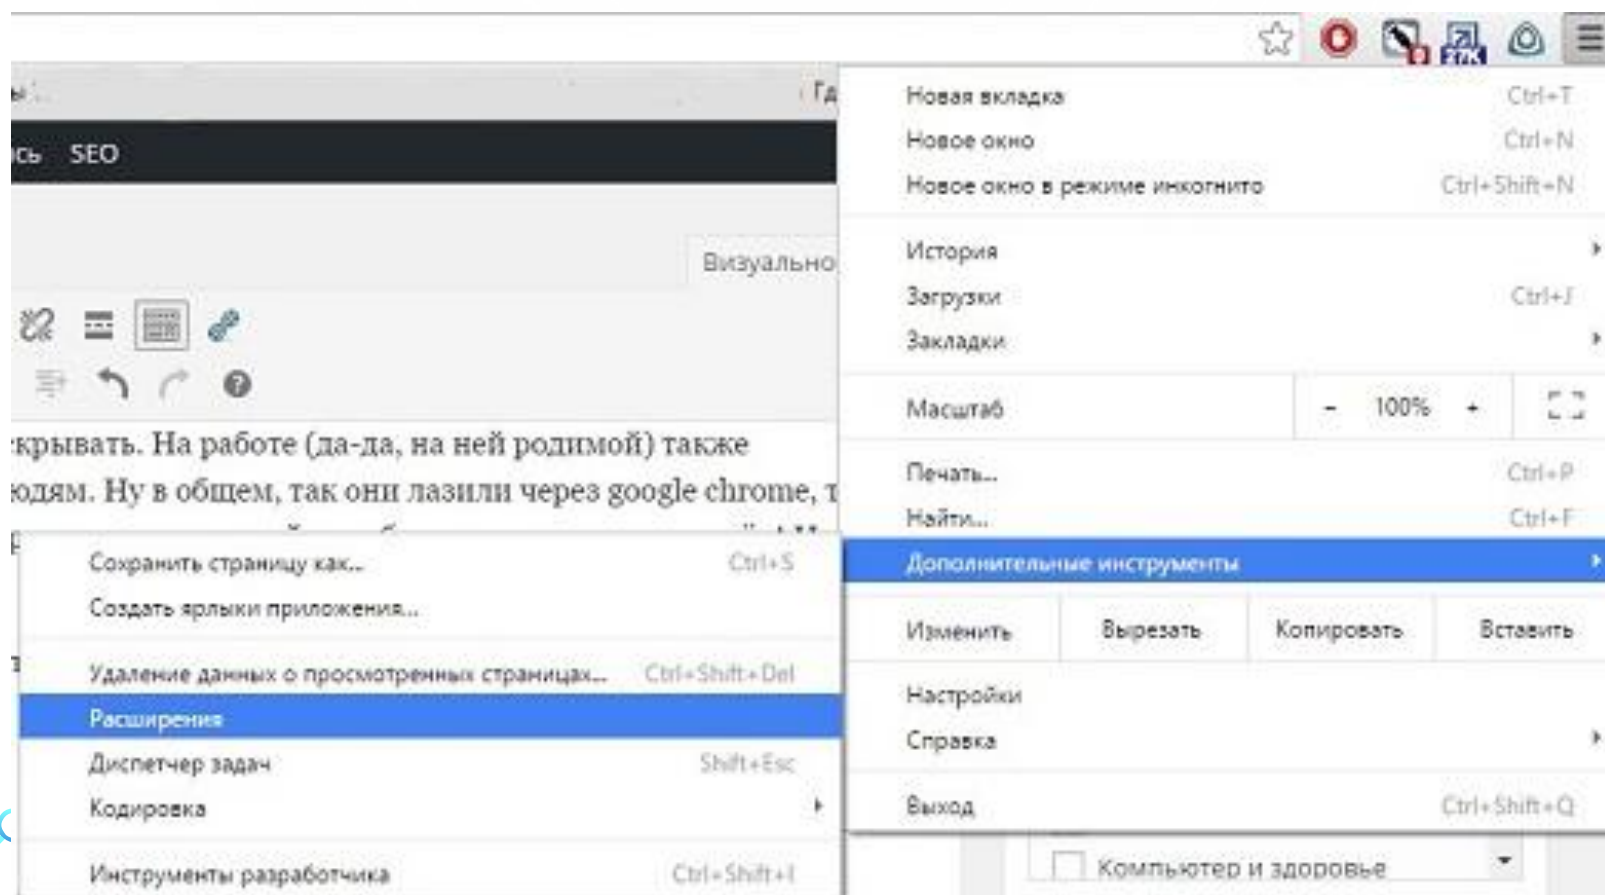 27K
Гд
сь SEO
Визуально
скрывать. На работе (да-да, на ней родимой) также
юдям. Ну в общем, так они лазили через google chrome, т
Новая вкладка Ctrl+T
Новое окно Ctrl+N
Новое окно в режиме инкогнито Ctrl+Shift+N
История
Загрузки Ctrl+J
Закладки
Масштаб - 100% +
Печать... Ctrl+P
Найти... Ctrl+F
Дополнительные инструменты
Изменить Вырезать Копировать Вставить
Настройки
Справка
Выход Ctrl+Shift+Q
Сохранить страницу как... Ctrl+S
Создать ярлыки приложения...
Удаление данных о просмотренных страницах... Ctrl+Shift+Del
Расширения
Диспетчер задач Shift+Esc
Кодировка
Инструменты разработчика Ctrl+Shift+I
Компьютер и здоровье